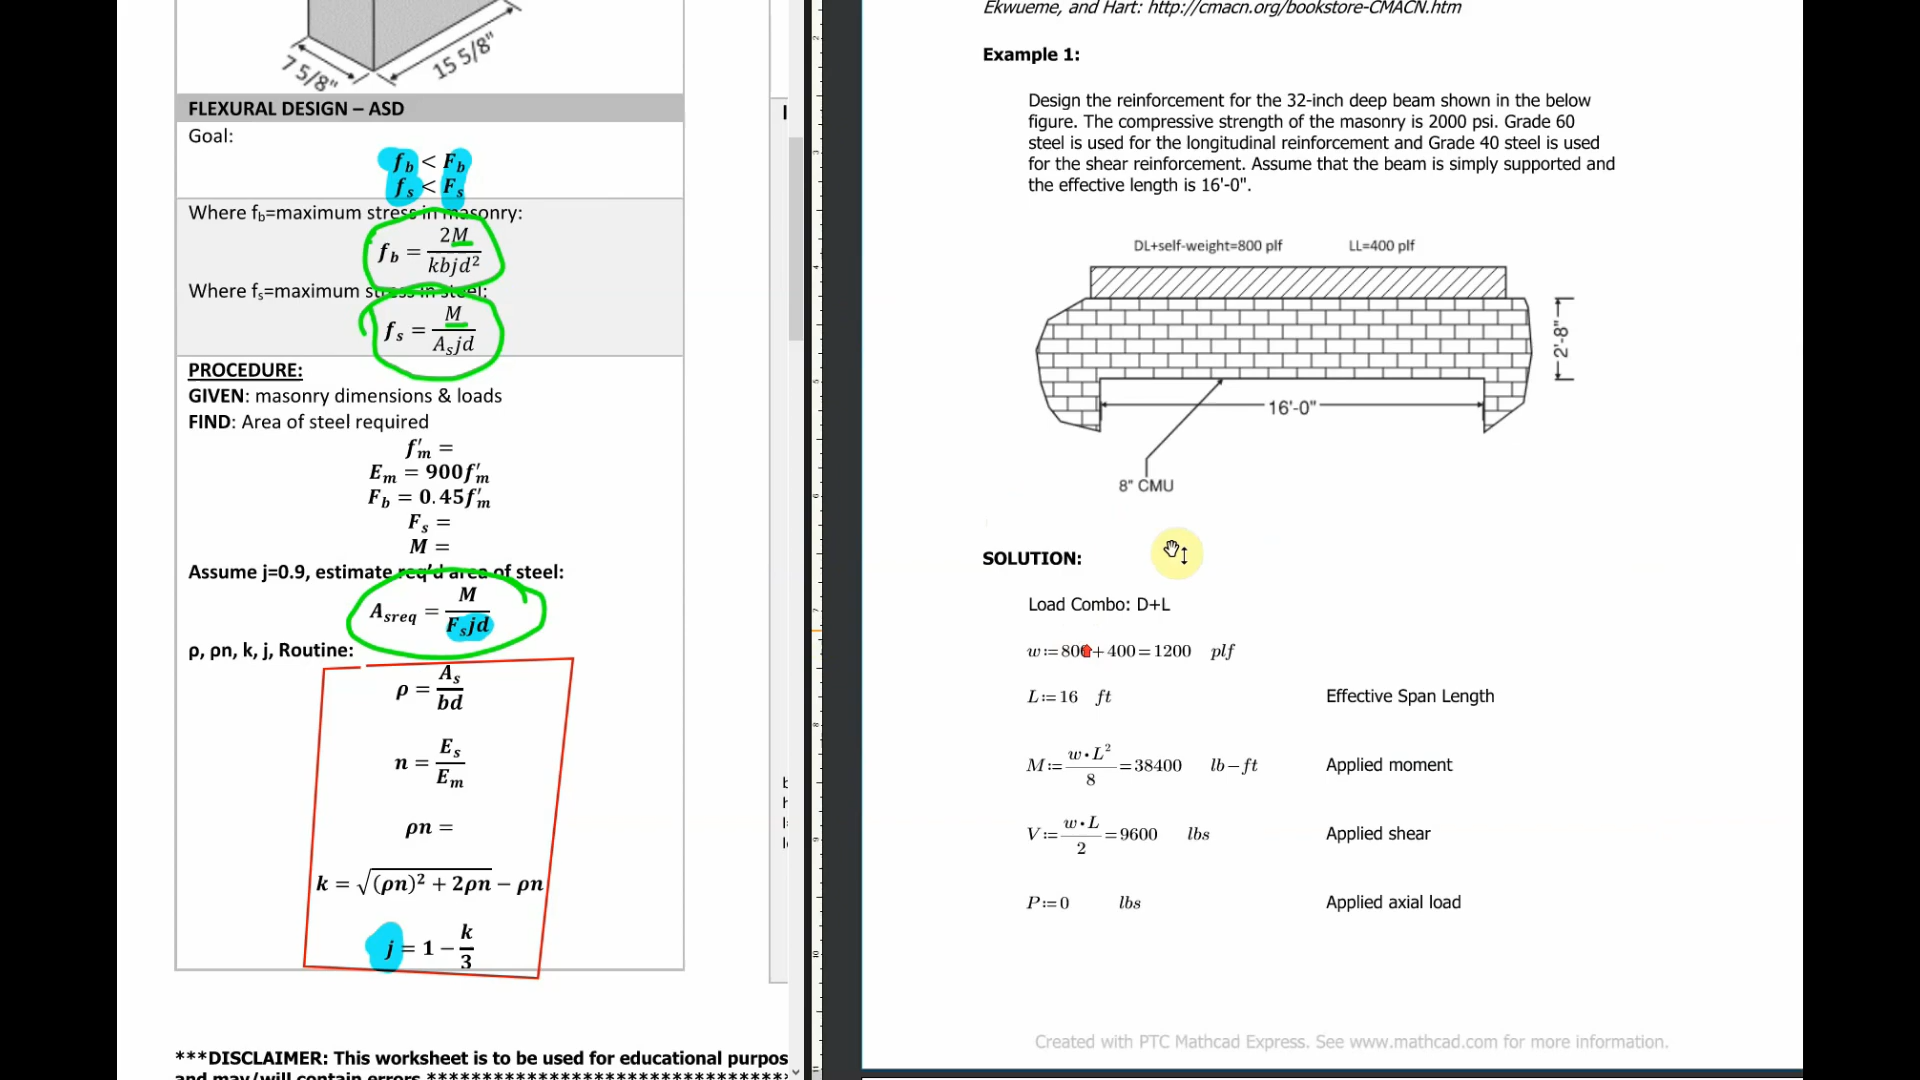 7 5/8"
15 5/8"
FLEXURAL DESIGN – ASD
Goal:
f_b < F_b
f_s < F_s
Where f_b=maximum stress in masonry:
f_b = 2M / kbjd²
Where f_s=maximum stress in steel:
f_s = M / A_sjd
PROCEDURE:
GIVEN: masonry dimensions & loads
FIND: Area of steel required
f'_m =
E_m = 900f'_m
F_b = 0.45f'_m
F_s =
M =
Assume j=0.9, estimate req'd area of steel:
A_sreq = M / F_sjd
ρ, ρn, k, j, Routine:
ρ = A_s / bd
n = E_s / E_m
ρn =
k = √(ρn)² + 2ρn − ρn
j = 1 − k/3
***DISCLAIMER: This worksheet is to be used for educational purpos
and may/will contain errors.
Ekwueme, and Hart: http://cmacn.org/bookstore-CMACN.htm
Example 1:
Design the reinforcement for the 32-inch deep beam shown in the below
figure. The compressive strength of the masonry is 2000 psi. Grade 60
steel is used for the longitudinal reinforcement and Grade 40 steel is used
for the shear reinforcement. Assume that the beam is simply supported and
the effective length is 16'-0".
DL+self-weight=800 plf LL=400 plf
2'-8"
16'-0"
8" CMU
SOLUTION:
Load Combo: D+L
w:=800+400=1200 plf
L:=16 ft Effective Span Length
M:= w·L² / 8 =38400 lb-ft Applied moment
V:= w·L / 2 =9600 lbs Applied shear
P:=0 lbs Applied axial load
Created with PTC Mathcad Express. See www.mathcad.com for more information.